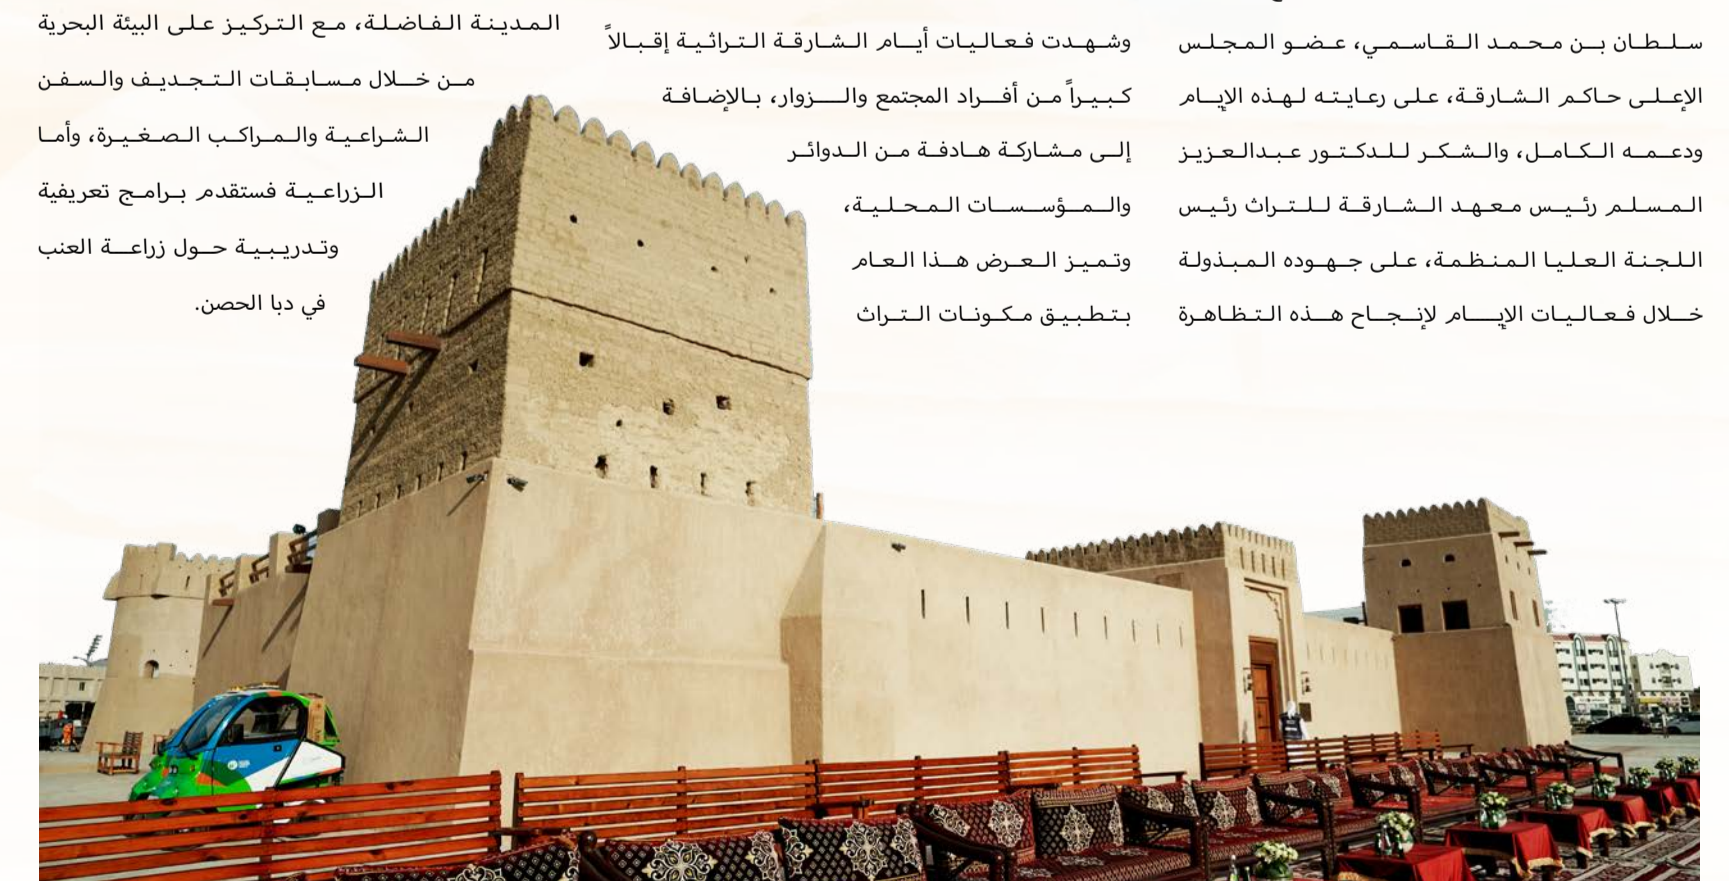 سلطان بن محمد القاسمي، عضو المجلس
الإعلى حاكم الشارقة، على رعايته لهذه الإيام
ودعمه الكامل، والشكر للدكتور عبدالعزيز
المسلم رئيس معهد الشارقة للتراث رئيس
اللجنة العليا المنظمة، على جهوده المبذولة
خلال فعاليات الإيام لإنجاح هذه التظاهرة
وشهدت فعاليات أيام الشارقة التراثية إقبالاً
كبيراً من أفراد المجتمع والزوار، بالإضافة
إلى مشاركة هادفة من الدوائر
والمؤسسات المحلية،
وتميز العرض هذا العام
بتطبيق مكونات التراث
المدينة الفاضلة، مع التركيز على البيئة البحرية
من خلال مسابقات التجديف والسفن
الشراعية والمراكب الصغيرة، وأما
الزراعية فستقدم برامج تعريفية
وتدريبية حول زراعة العنب
في دبا الحصن.